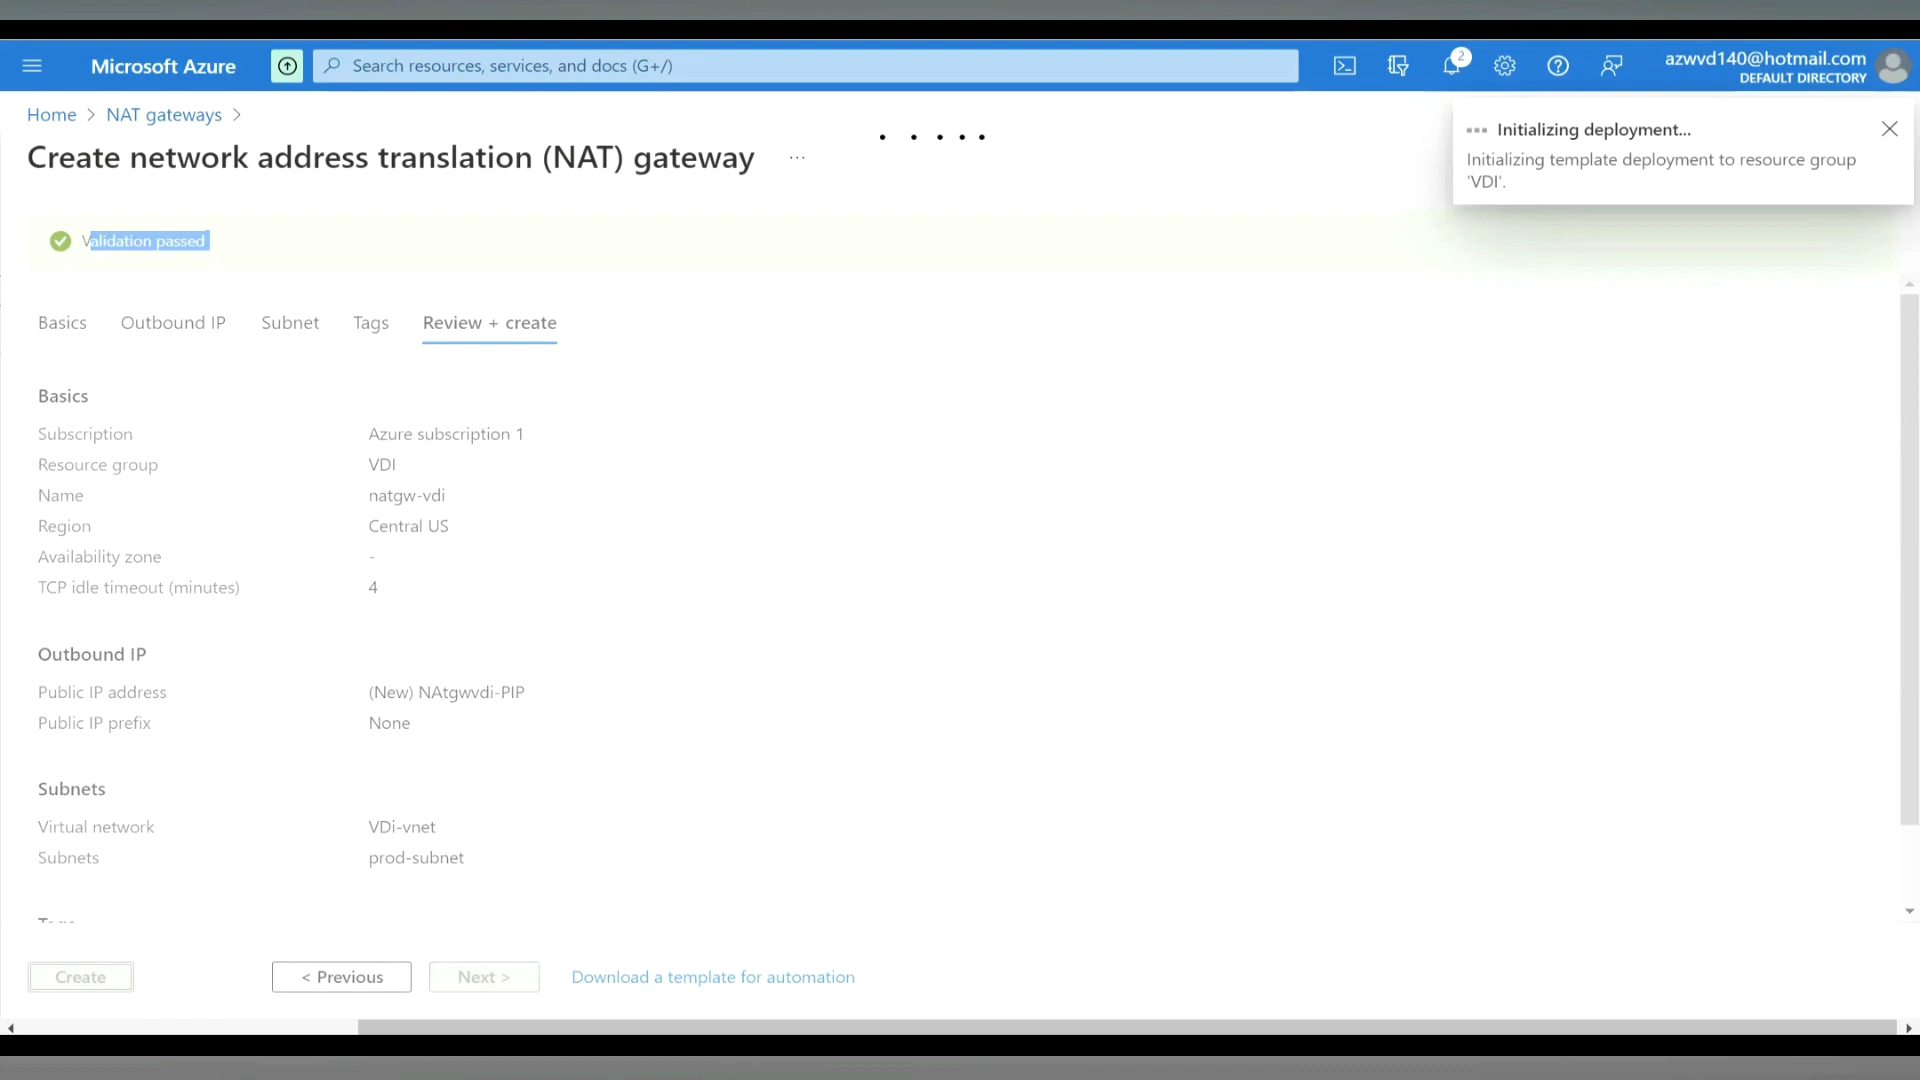 Microsoft Azure
Search resources, services, and docs (G+/)
2
azwvd140@hotmail.com
DEFAULT DIRECTORY
Home > NAT gateways >
Create network address translation (NAT) gateway ...
Initializing deployment...
Initializing template deployment to resource group
'VDI'.
Validation passed
Basics Outbound IP Subnet Tags Review + create
Basics
Subscription Azure subscription 1
Resource group VDI
Name natgw-vdi
Region Central US
Availability zone -
TCP idle timeout (minutes) 4
Outbound IP
Public IP address (New) NAtgwvdi-PIP
Public IP prefix None
Subnets
Virtual network VDi-vnet
Subnets prod-subnet
Create < Previous Next > Download a template for automation